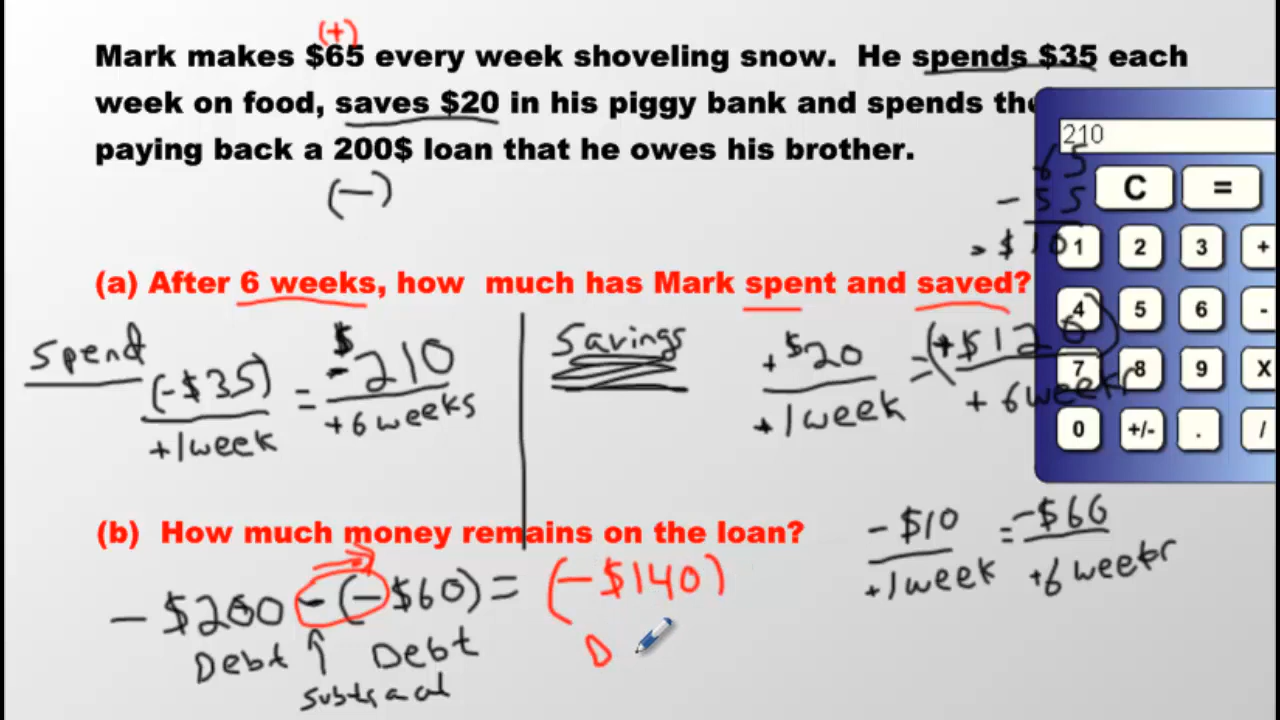 (+)
Mark makes $65 every week shoveling snow. He spends $35 each
week on food, saves $20 in his piggy bank and spends the
paying back a 200$ loan that he owes his brother.
(−)
210
65
− 55
$10
C =
1 2 3 +
4 5 6 -
7 8 9 X
0 +/- . /
(a) After 6 weeks, how much has Mark spent and saved?
Spend
(-$35) = $-210
+1week +6weeks
Savings
+$20 = (+$120)
+1week + 6weeks
(b) How much money remains on the loan?
-$10 = -$60
+1week +6 weeks
- $200 - (-$60) = (-$140)
Debt ↑ Debt D
Subtract